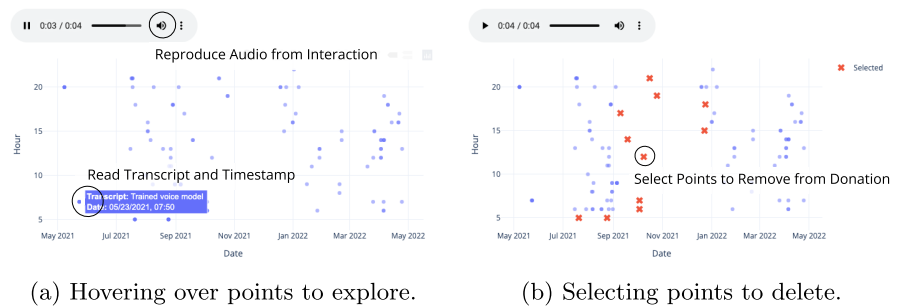 0:03 / 0:04
Reproduce Audio from Interaction
20
15
10
5
Hour
Read Transcript and Timestamp
Transcript: Trained voice model
Date: 05/23/2021, 07:50
May 2021
Jul 2021
Sep 2021
Nov 2021
Jan 2022
Mar 2022
May 2022
Date
(a) Hovering over points to explore.
0:04 / 0:04
Selected
20
15
10
5
Hour
Select Points to Remove from Donation
May 2021
Jul 2021
Sep 2021
Nov 2021
Jan 2022
Mar 2022
May 2022
Date
(b) Selecting points to delete.